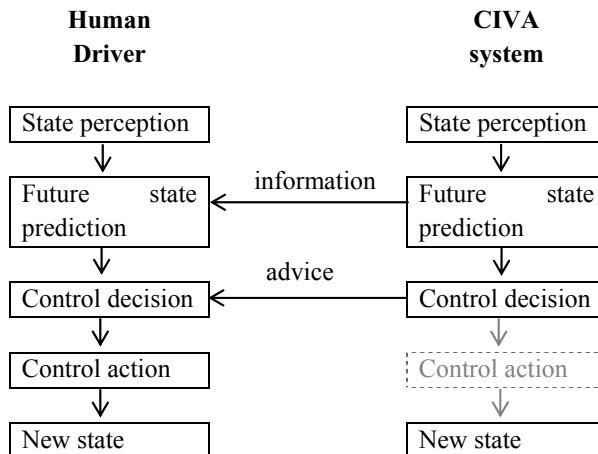 Human
Driver
CIVA
system
State perception
State perception
information
Future state
prediction
Future state
prediction
advice
Control decision
Control decision
Control action
Control action
New state
New state